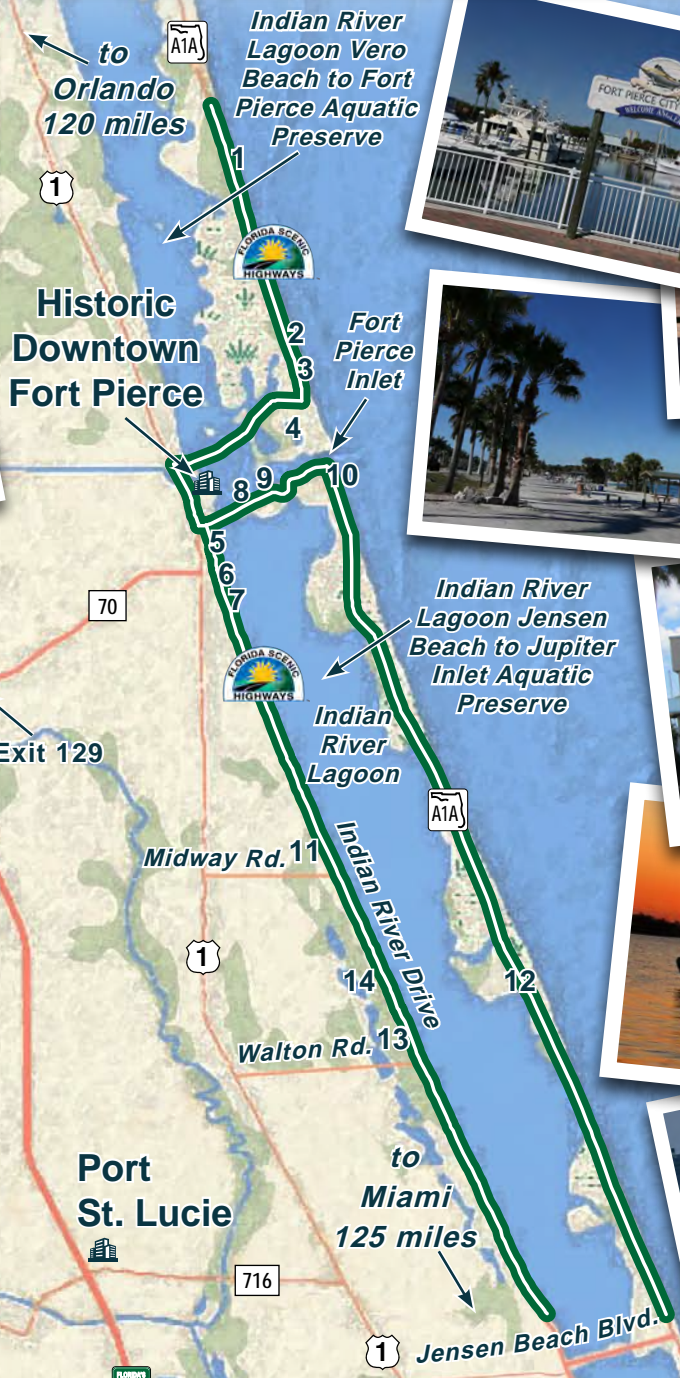 to
Orlando
120 miles
A1A
Indian River
Lagoon Vero
Beach to Fort
Pierce Aquatic
Preserve
FORT PIERCE CITY
1
1
FLORIDA SCENIC
HIGHWAYS
Historic
Downtown
Fort Pierce
2
Fort
Pierce
Inlet
3
4
8
9
10
5
6
7
70
Indian River
Lagoon Jensen
Beach to Jupiter
Inlet Aquatic
Preserve
FLORIDA SCENIC
HIGHWAYS
Indian
River
Lagoon
Exit 129
A1A
Midway Rd.
11
Indian River Drive
1
14
12
Walton Rd.
13
Port
St. Lucie
to
Miami
125 miles
716
1
Jensen Beach Blvd.
FLORIDA'S